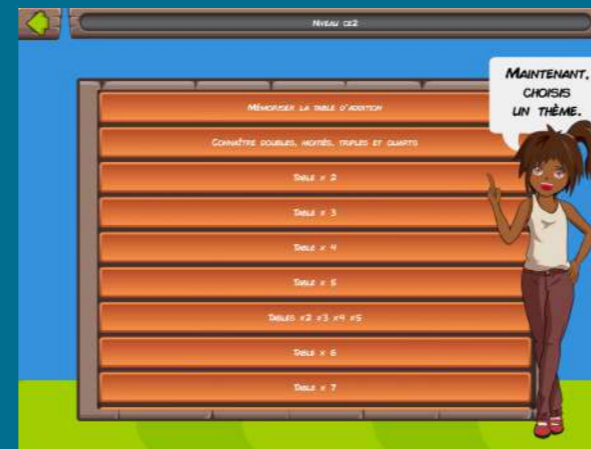 Niveau CE2
Maintenant,
choisis
un thème.
Mémoriser la table d'addition
Connaître doubles, moitiés, triples et quarts
Table x 2
Table x 3
Table x 4
Table x 5
Tables x2 x3 x4 x5
Table x 6
Table x 7